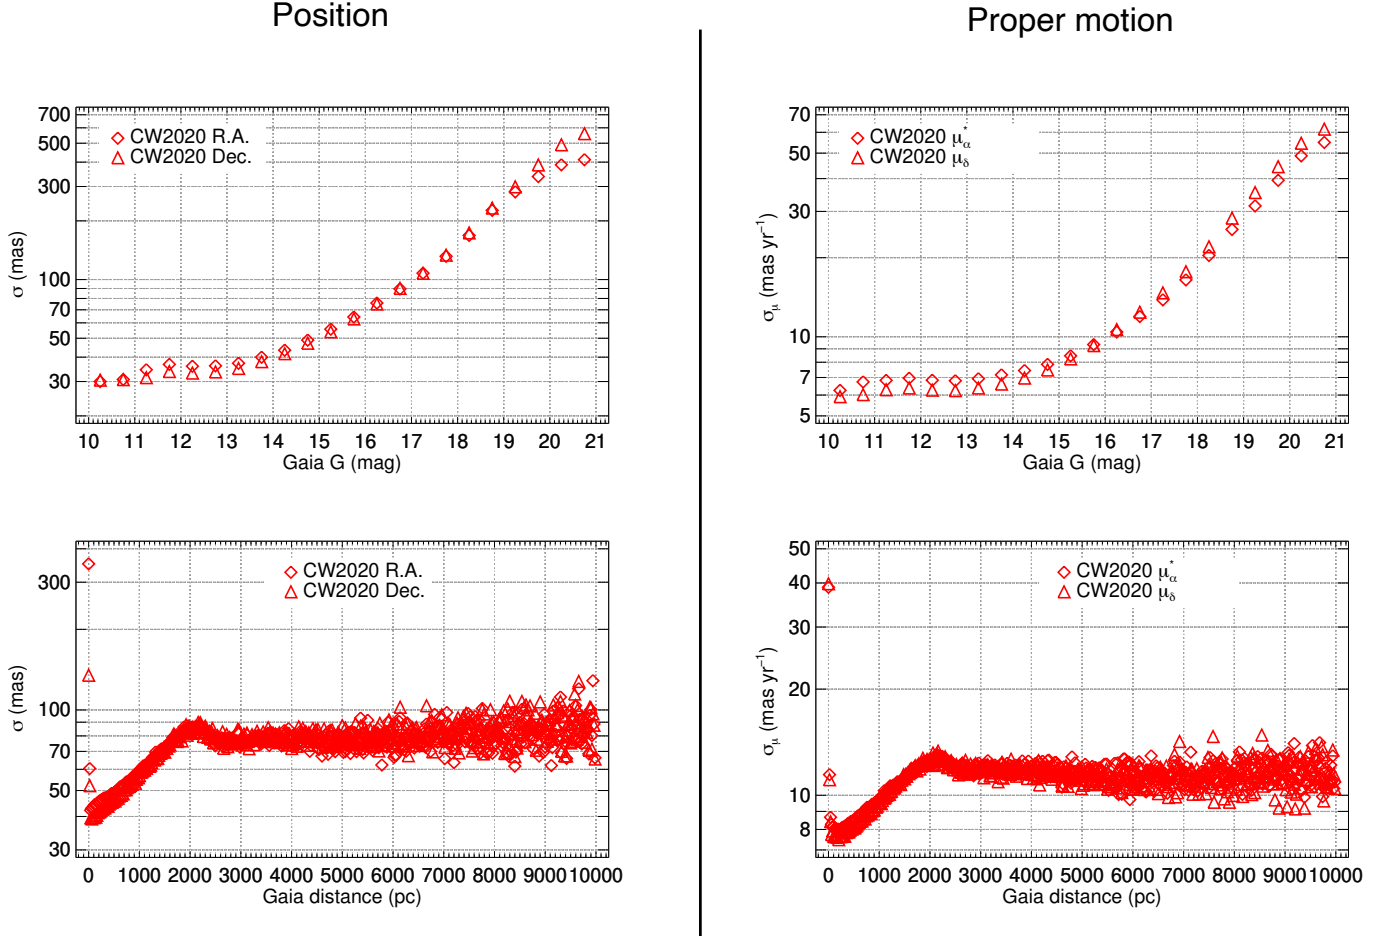 Position
Proper motion
700
500
300
100
70
50
30
σ (mas)
CW2020 R.A.
CW2020 Dec.
10 11 12 13 14 15 16 17 18 19 20 21
Gaia G (mag)
70
50
30
10
7
5
σμ (mas yr⁻¹)
CW2020 μ*α
CW2020 μδ
10 11 12 13 14 15 16 17 18 19 20 21
Gaia G (mag)
300
100
70
50
30
σ (mas)
CW2020 R.A.
CW2020 Dec.
0 1000 2000 3000 4000 5000 6000 7000 8000 9000 10000
Gaia distance (pc)
50
40
30
20
10
8
σμ (mas yr⁻¹)
CW2020 μ*α
CW2020 μδ
0 1000 2000 3000 4000 5000 6000 7000 8000 9000 10000
Gaia distance (pc)